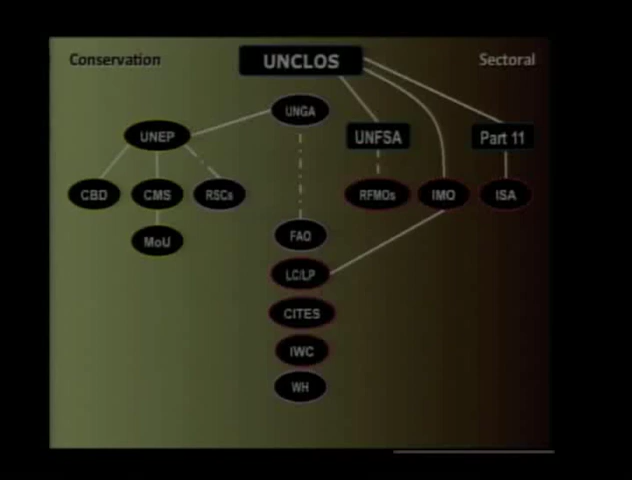 Conservation
UNCLOS
Sectoral
UNGA
UNEP
UNFSA
Part 11
CBD
CMS
RSCs
RFMOs
IMO
ISA
MoU
FAO
LC/LP
CITES
IWC
WH